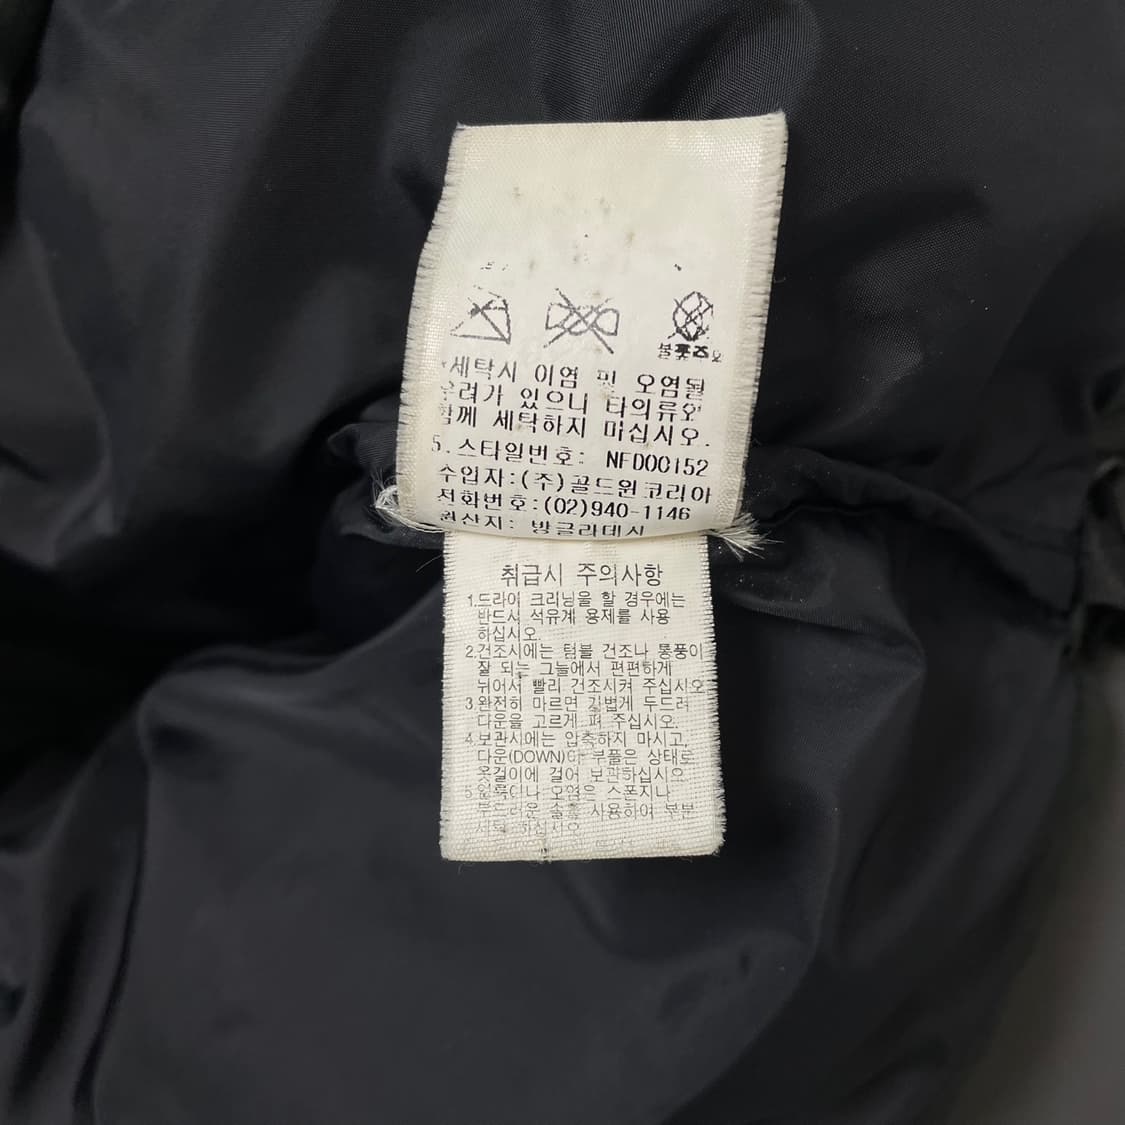 세탁시 이염 및 오염될
우려가 있으니 타의류와
함께 세탁하지 마십시오.
5.스타일번호: NFD00152
수입자:(주)골드윈코리아
전화번호:(02)940-1146
원산지: 방글라데시
취급시 주의사항
1.드라이 크리닝을 할 경우에는
반드시 석유계 용제를 사용
하십시오.
2.건조시에는 텀블 건조나 통풍이
잘 되는 그늘에서 편편하게
뉘어서 빨리 건조시켜 주십시오
3.완전히 마르면 가볍게 두드려
다운을 고르게 펴 주십시오.
4.보관시에는 압축하지 마시고,
다운(DOWN)이 부풀은 상태로
옷걸이에 걸어 보관하십시오
5.얼룩이나 오염은 스폰지나
부드러운 솔을 사용하여 부분
세탁 하십시오